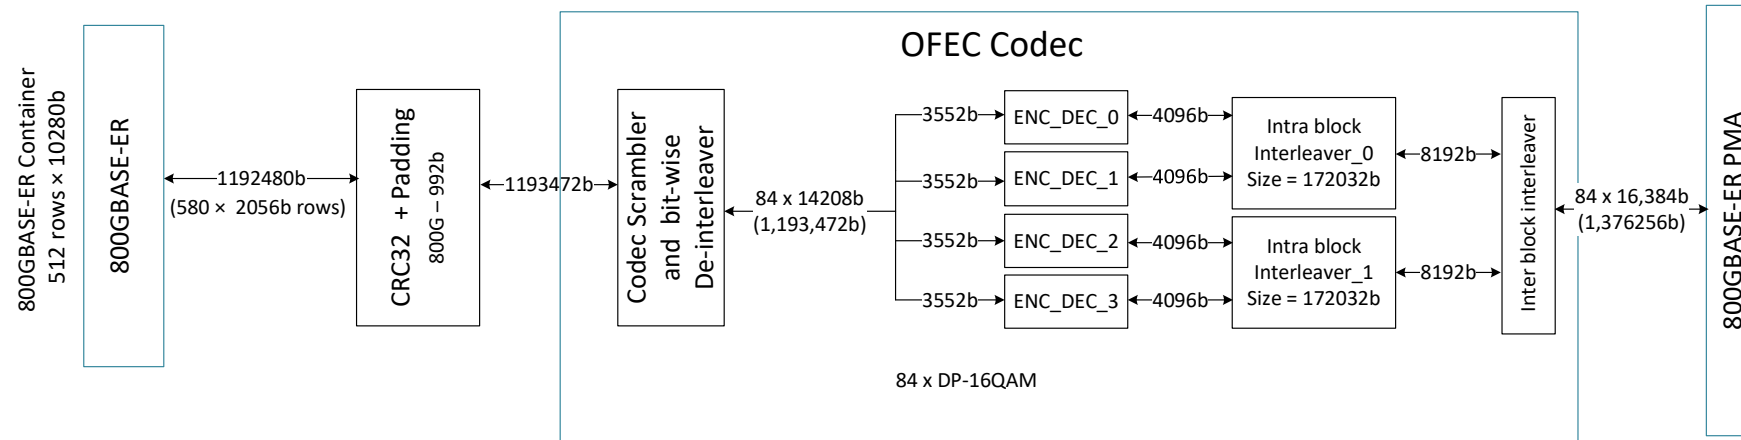 800GBASE-ER Container
512 rows × 10280b
800GBASE-ER
1192480b
(580 × 2056b rows)
CRC32 + Padding
800G – 992b
1193472b
OFEC Codec
Codec Scrambler
and bit-wise
De-interleaver
84 x 14208b
(1,193,472b)
3552b
ENC_DEC_0
4096b
3552b
ENC_DEC_1
4096b
3552b
ENC_DEC_2
4096b
3552b
ENC_DEC_3
4096b
Intra block
Interleaver_0
Size = 172032b
8192b
Intra block
Interleaver_1
Size = 172032b
8192b
Inter block interleaver
84 x 16,384b
(1,376256b)
800GBASE-ER PMA
84 x DP-16QAM